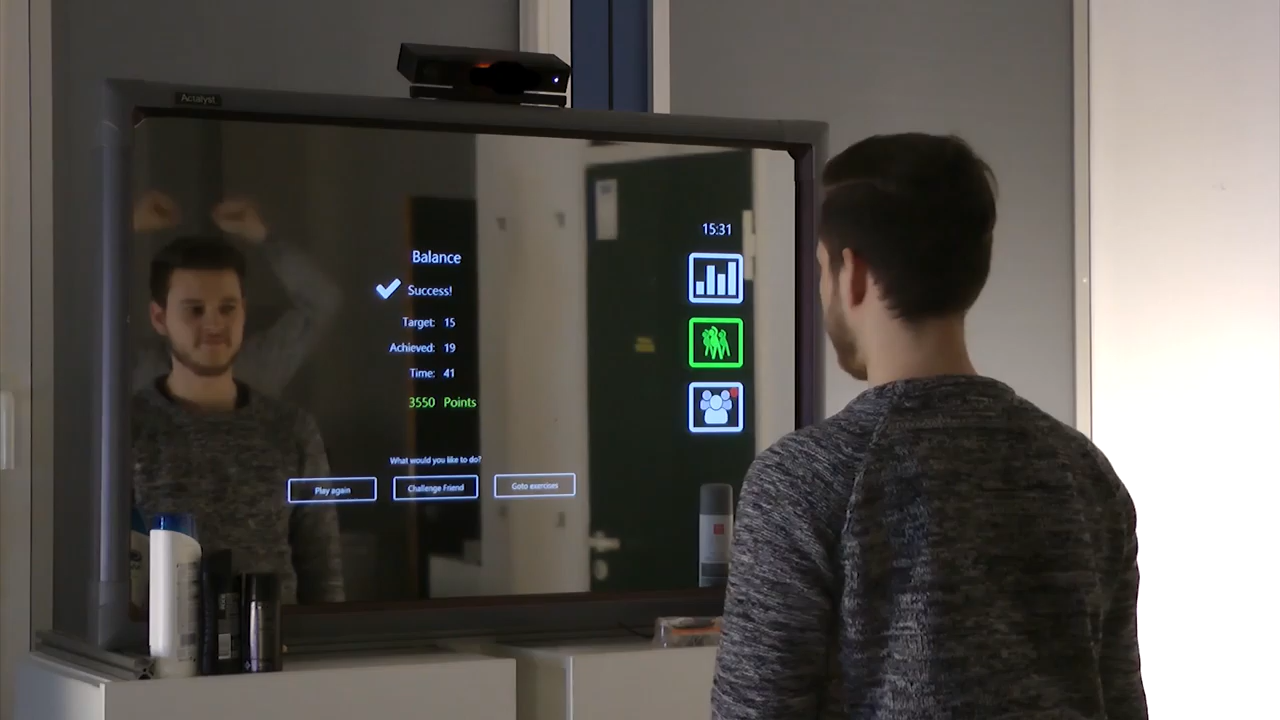 Actalyst
15:31
Balance
Success!
Target: 15
Achieved: 19
Time: 41
3550 Points
What would you like to do?
Play again
Challenge Friend
Goto exercises